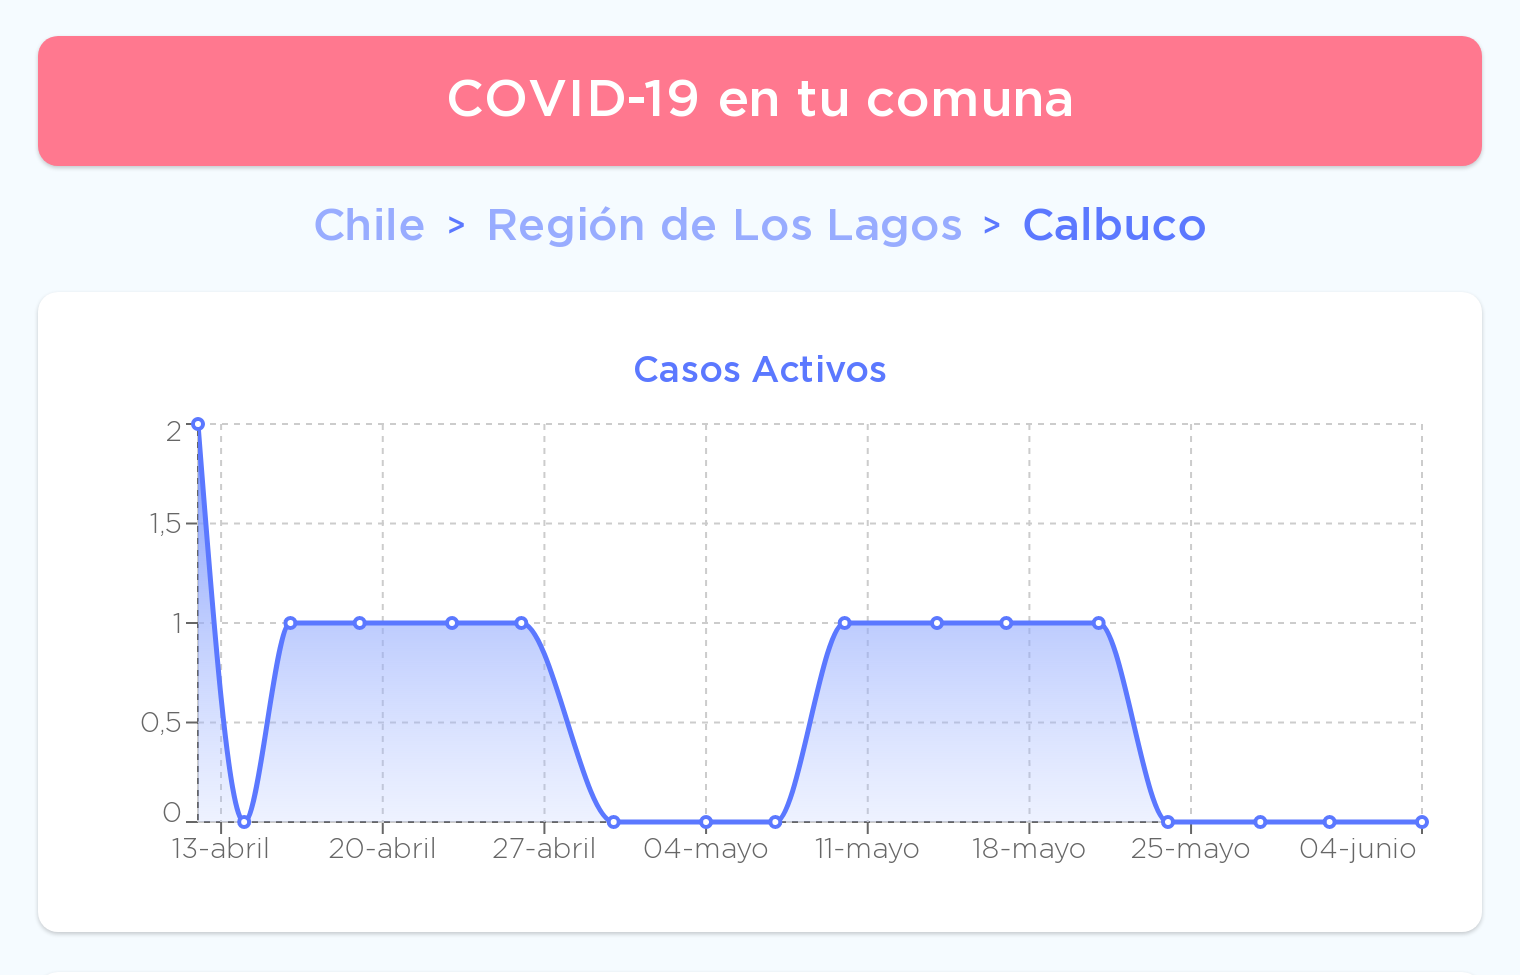 COVID-19 en tu comuna
Chile > Región de Los Lagos > Calbuco
Casos Activos
2
1,5
1
0,5
0
13-abril 20-abril 27-abril 04-mayo 11-mayo 18-mayo 25-mayo 04-junio